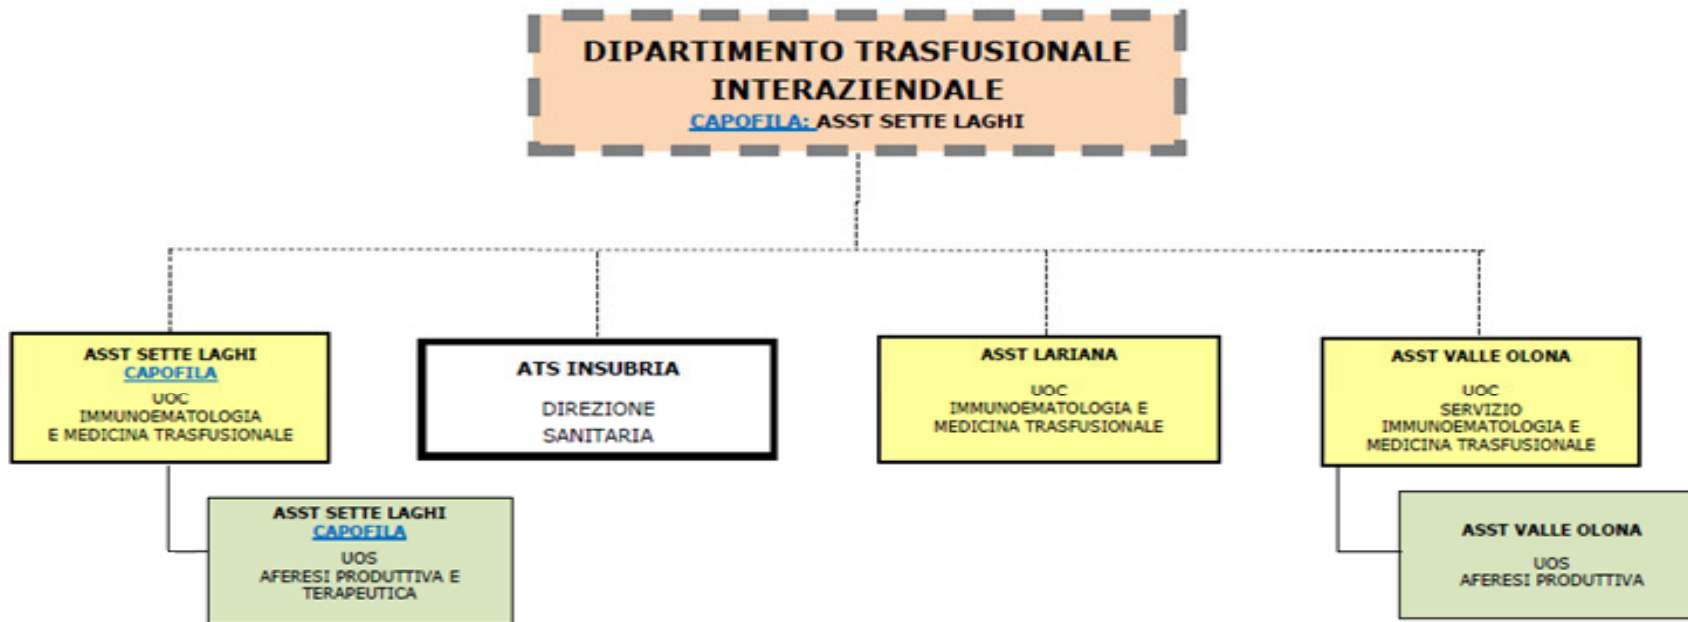 DIPARTIMENTO TRASFUSIONALE
INTERAZIENDALE
CAPOFILA: ASST SETTE LAGHI
ASST SETTE LAGHI
CAPOFILA
UOC
IMMUNOEMATOLOGIA
E MEDICINA TRASFUSIONALE
ATS INSUBRIA
DIREZIONE
SANITARIA
ASST LARIANA
UOC
IMMUNOEMATOLOGIA E
MEDICINA TRASFUSIONALE
ASST VALLE OLONA
UOC
SERVIZIO
IMMUNOEMATOLOGIA E
MEDICINA TRASFUSIONALE
ASST SETTE LAGHI
CAPOFILA
UOS
AFERESI PRODUTTIVA E
TERAPEUTICA
ASST VALLE OLONA
UOS
AFERESI PRODUTTIVA